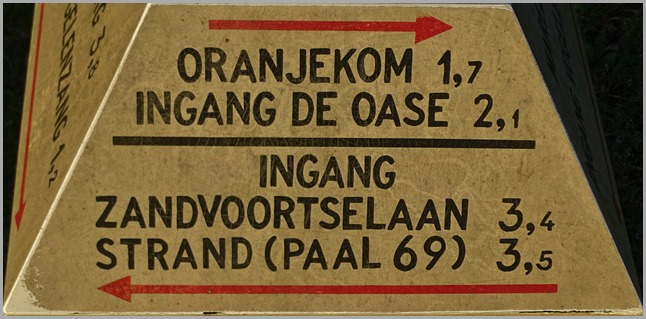 ORANJEKOM 1,7
INGANG DE OASE 2,1
INGANG
ZANDVOORTSELAAN 3,4
STRAND (PAAL 69) 3,5